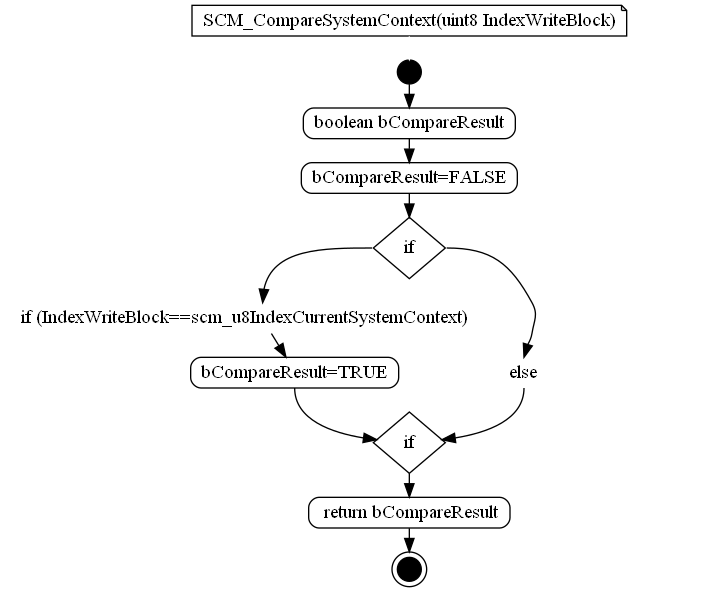 SCM_CompareSystemContext(uint8 IndexWriteBlock)
boolean bCompareResult
bCompareResult=FALSE
if
if (IndexWriteBlock==scm_u8IndexCurrentSystemContext)
bCompareResult=TRUE
else
if
return bCompareResult